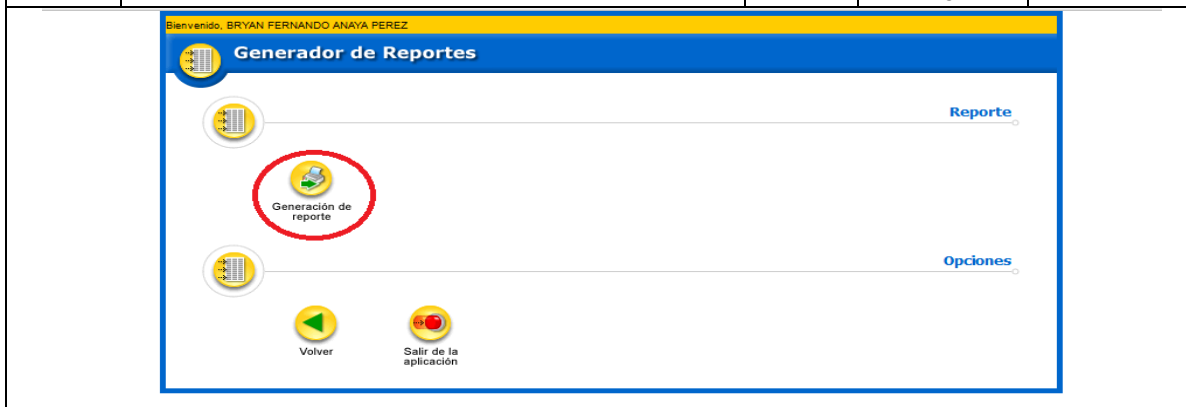 Bienvenido, BRYAN FERNANDO ANAYA PEREZ
Generador de Reportes
Reporte
Generación de
reporte
Opciones
Volver
Salir de la
aplicación